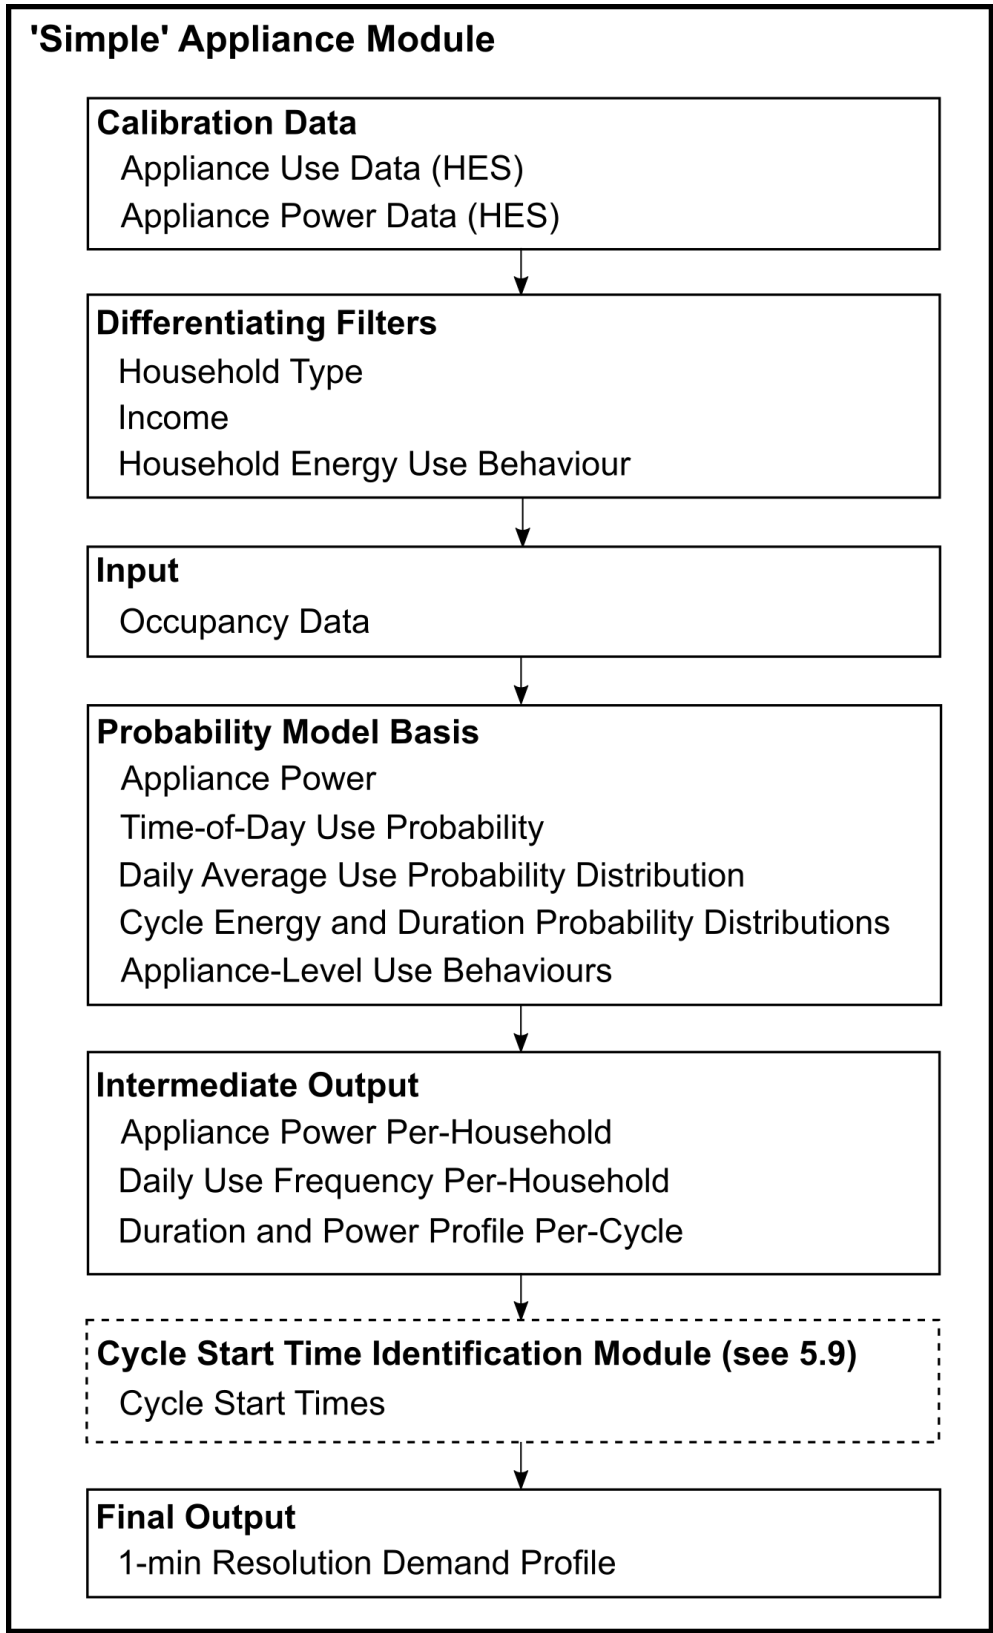 'Simple' Appliance Module
Calibration Data
Appliance Use Data (HES)
Appliance Power Data (HES)
Differentiating Filters
Household Type
Income
Household Energy Use Behaviour
Input
Occupancy Data
Probability Model Basis
Appliance Power
Time-of-Day Use Probability
Daily Average Use Probability Distribution
Cycle Energy and Duration Probability Distributions
Appliance-Level Use Behaviours
Intermediate Output
Appliance Power Per-Household
Daily Use Frequency Per-Household
Duration and Power Profile Per-Cycle
Cycle Start Time Identification Module (see 5.9)
Cycle Start Times
Final Output
1-min Resolution Demand Profile